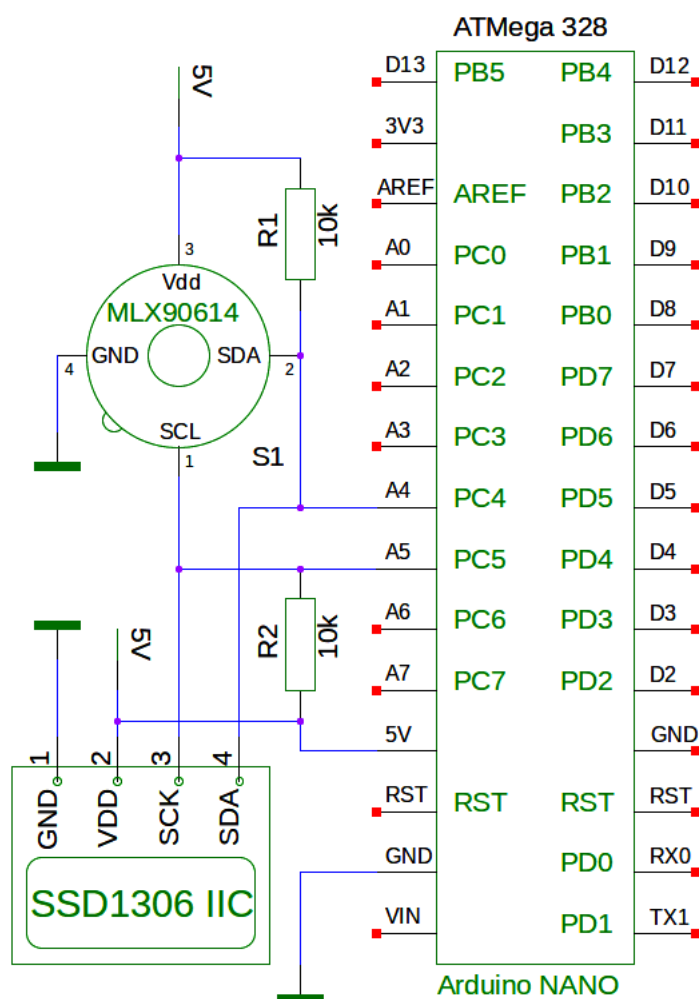 ATMega 328
5V
3
Vdd
MLX90614
GND
4
SDA
2
SCL
1
S1
R1
10k
R2
10k
5V
1
2
3
4
GND
VDD
SCK
SDA
SSD1306 IIC
D13 PB5 PB4 D12
3V3 PB3 D11
AREF AREF PB2 D10
A0 PC0 PB1 D9
A1 PC1 PB0 D8
A2 PC2 PD7 D7
A3 PC3 PD6 D6
A4 PC4 PD5 D5
A5 PC5 PD4 D4
A6 PC6 PD3 D3
A7 PC7 PD2 D2
5V GND
RST RST RST RST
GND PD0 RX0
VIN PD1 TX1
Arduino NANO